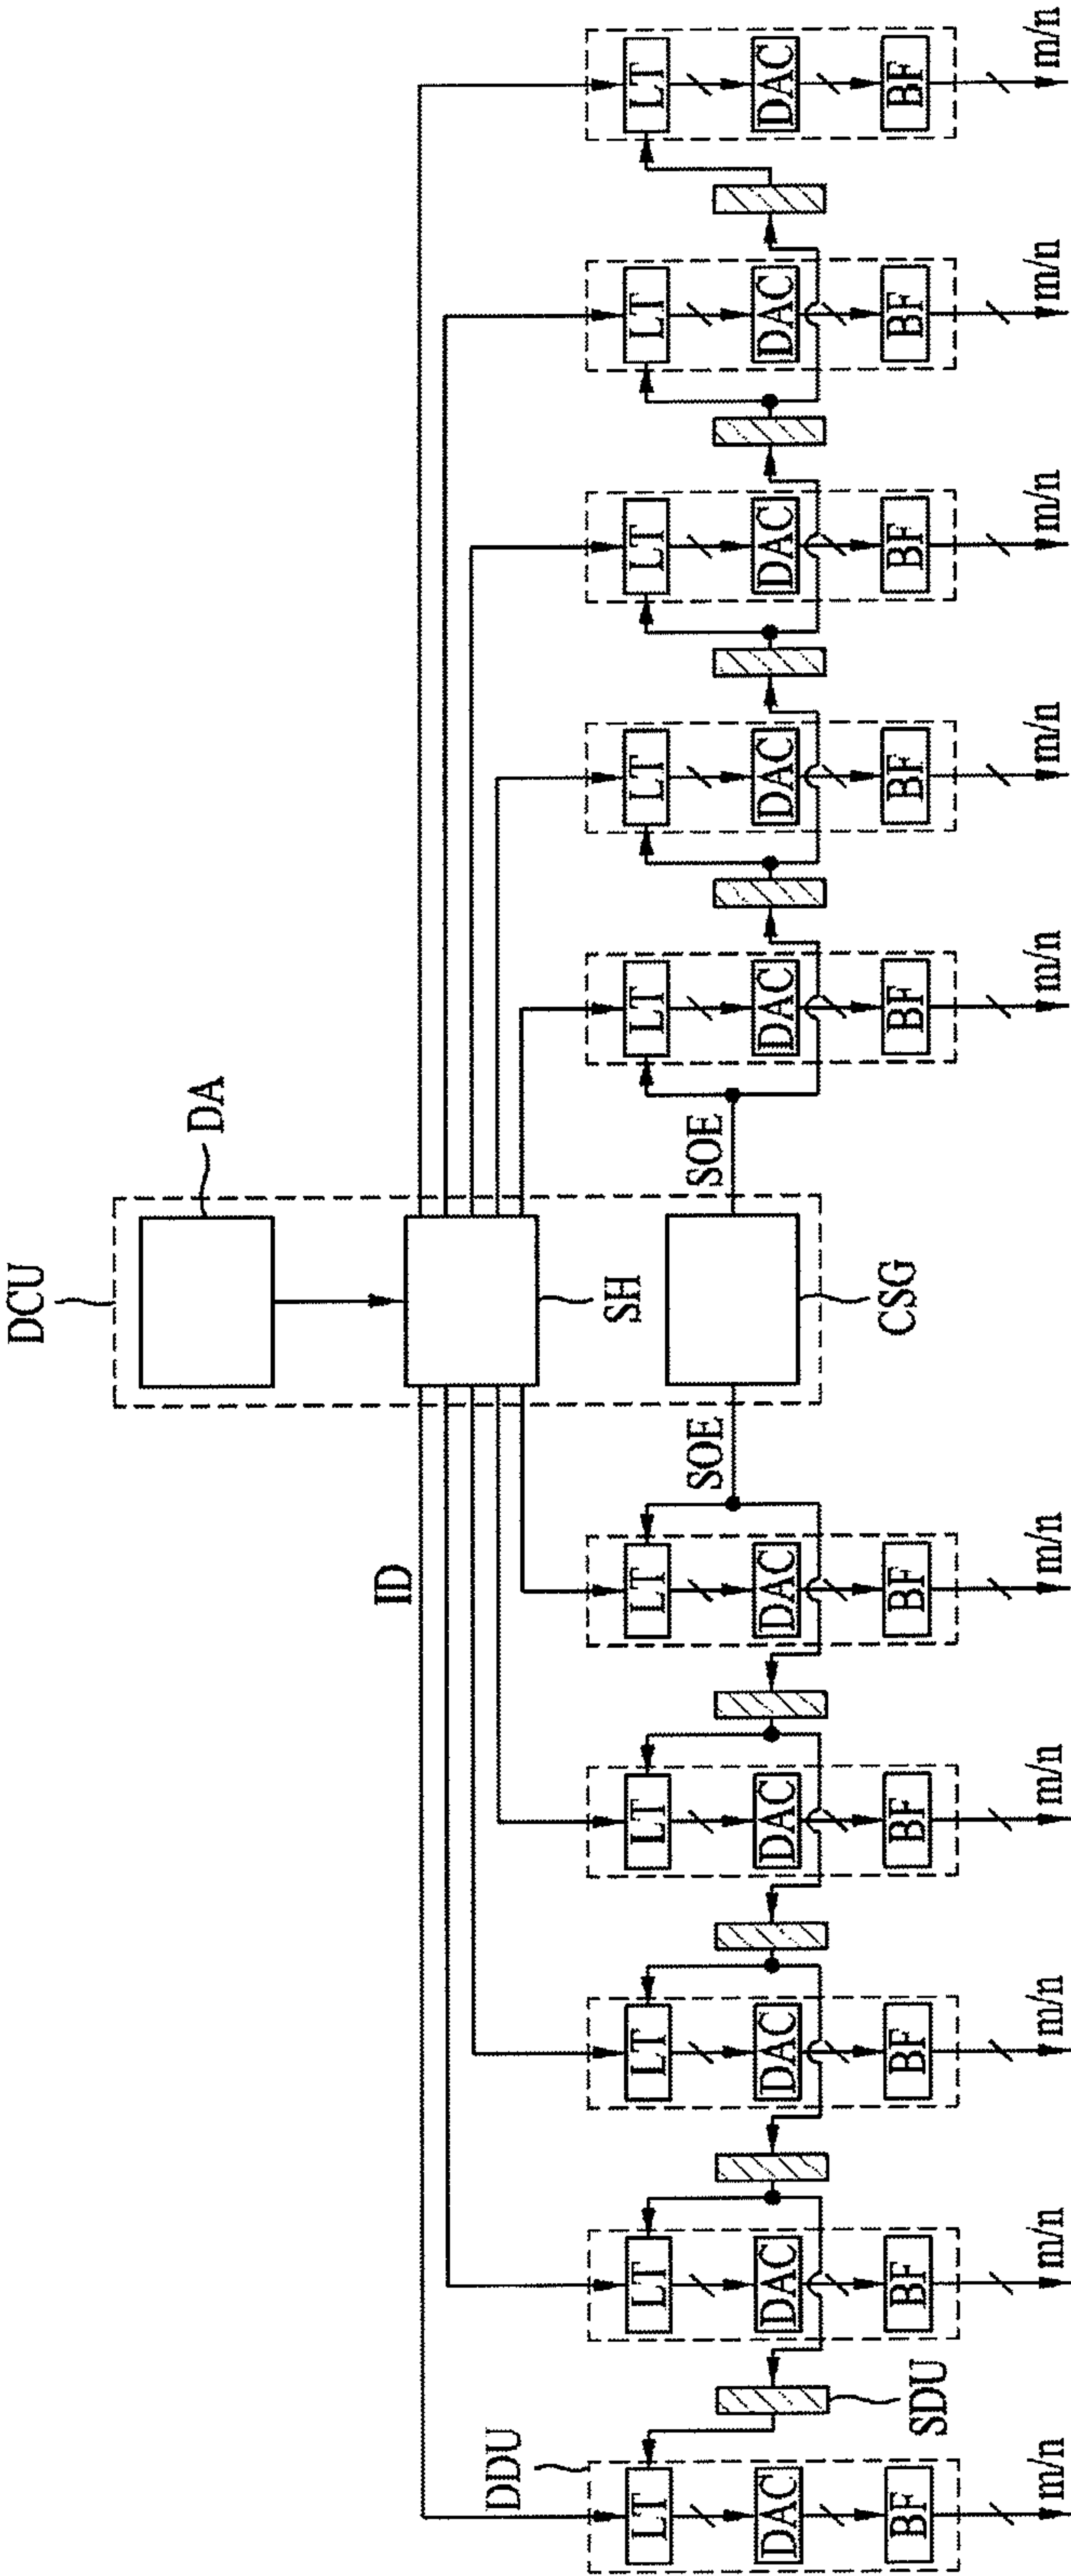 DCU
DA
SH
CSG
ID
SOE
SOE
DDU
SDU
LT
DAC
BF
m/n
LT
DAC
BF
m/n
LT
DAC
BF
m/n
LT
DAC
BF
m/n
LT
DAC
BF
m/n
LT
DAC
BF
m/n
LT
DAC
BF
m/n
LT
DAC
BF
m/n
LT
DAC
BF
m/n
LT
DAC
BF
m/n